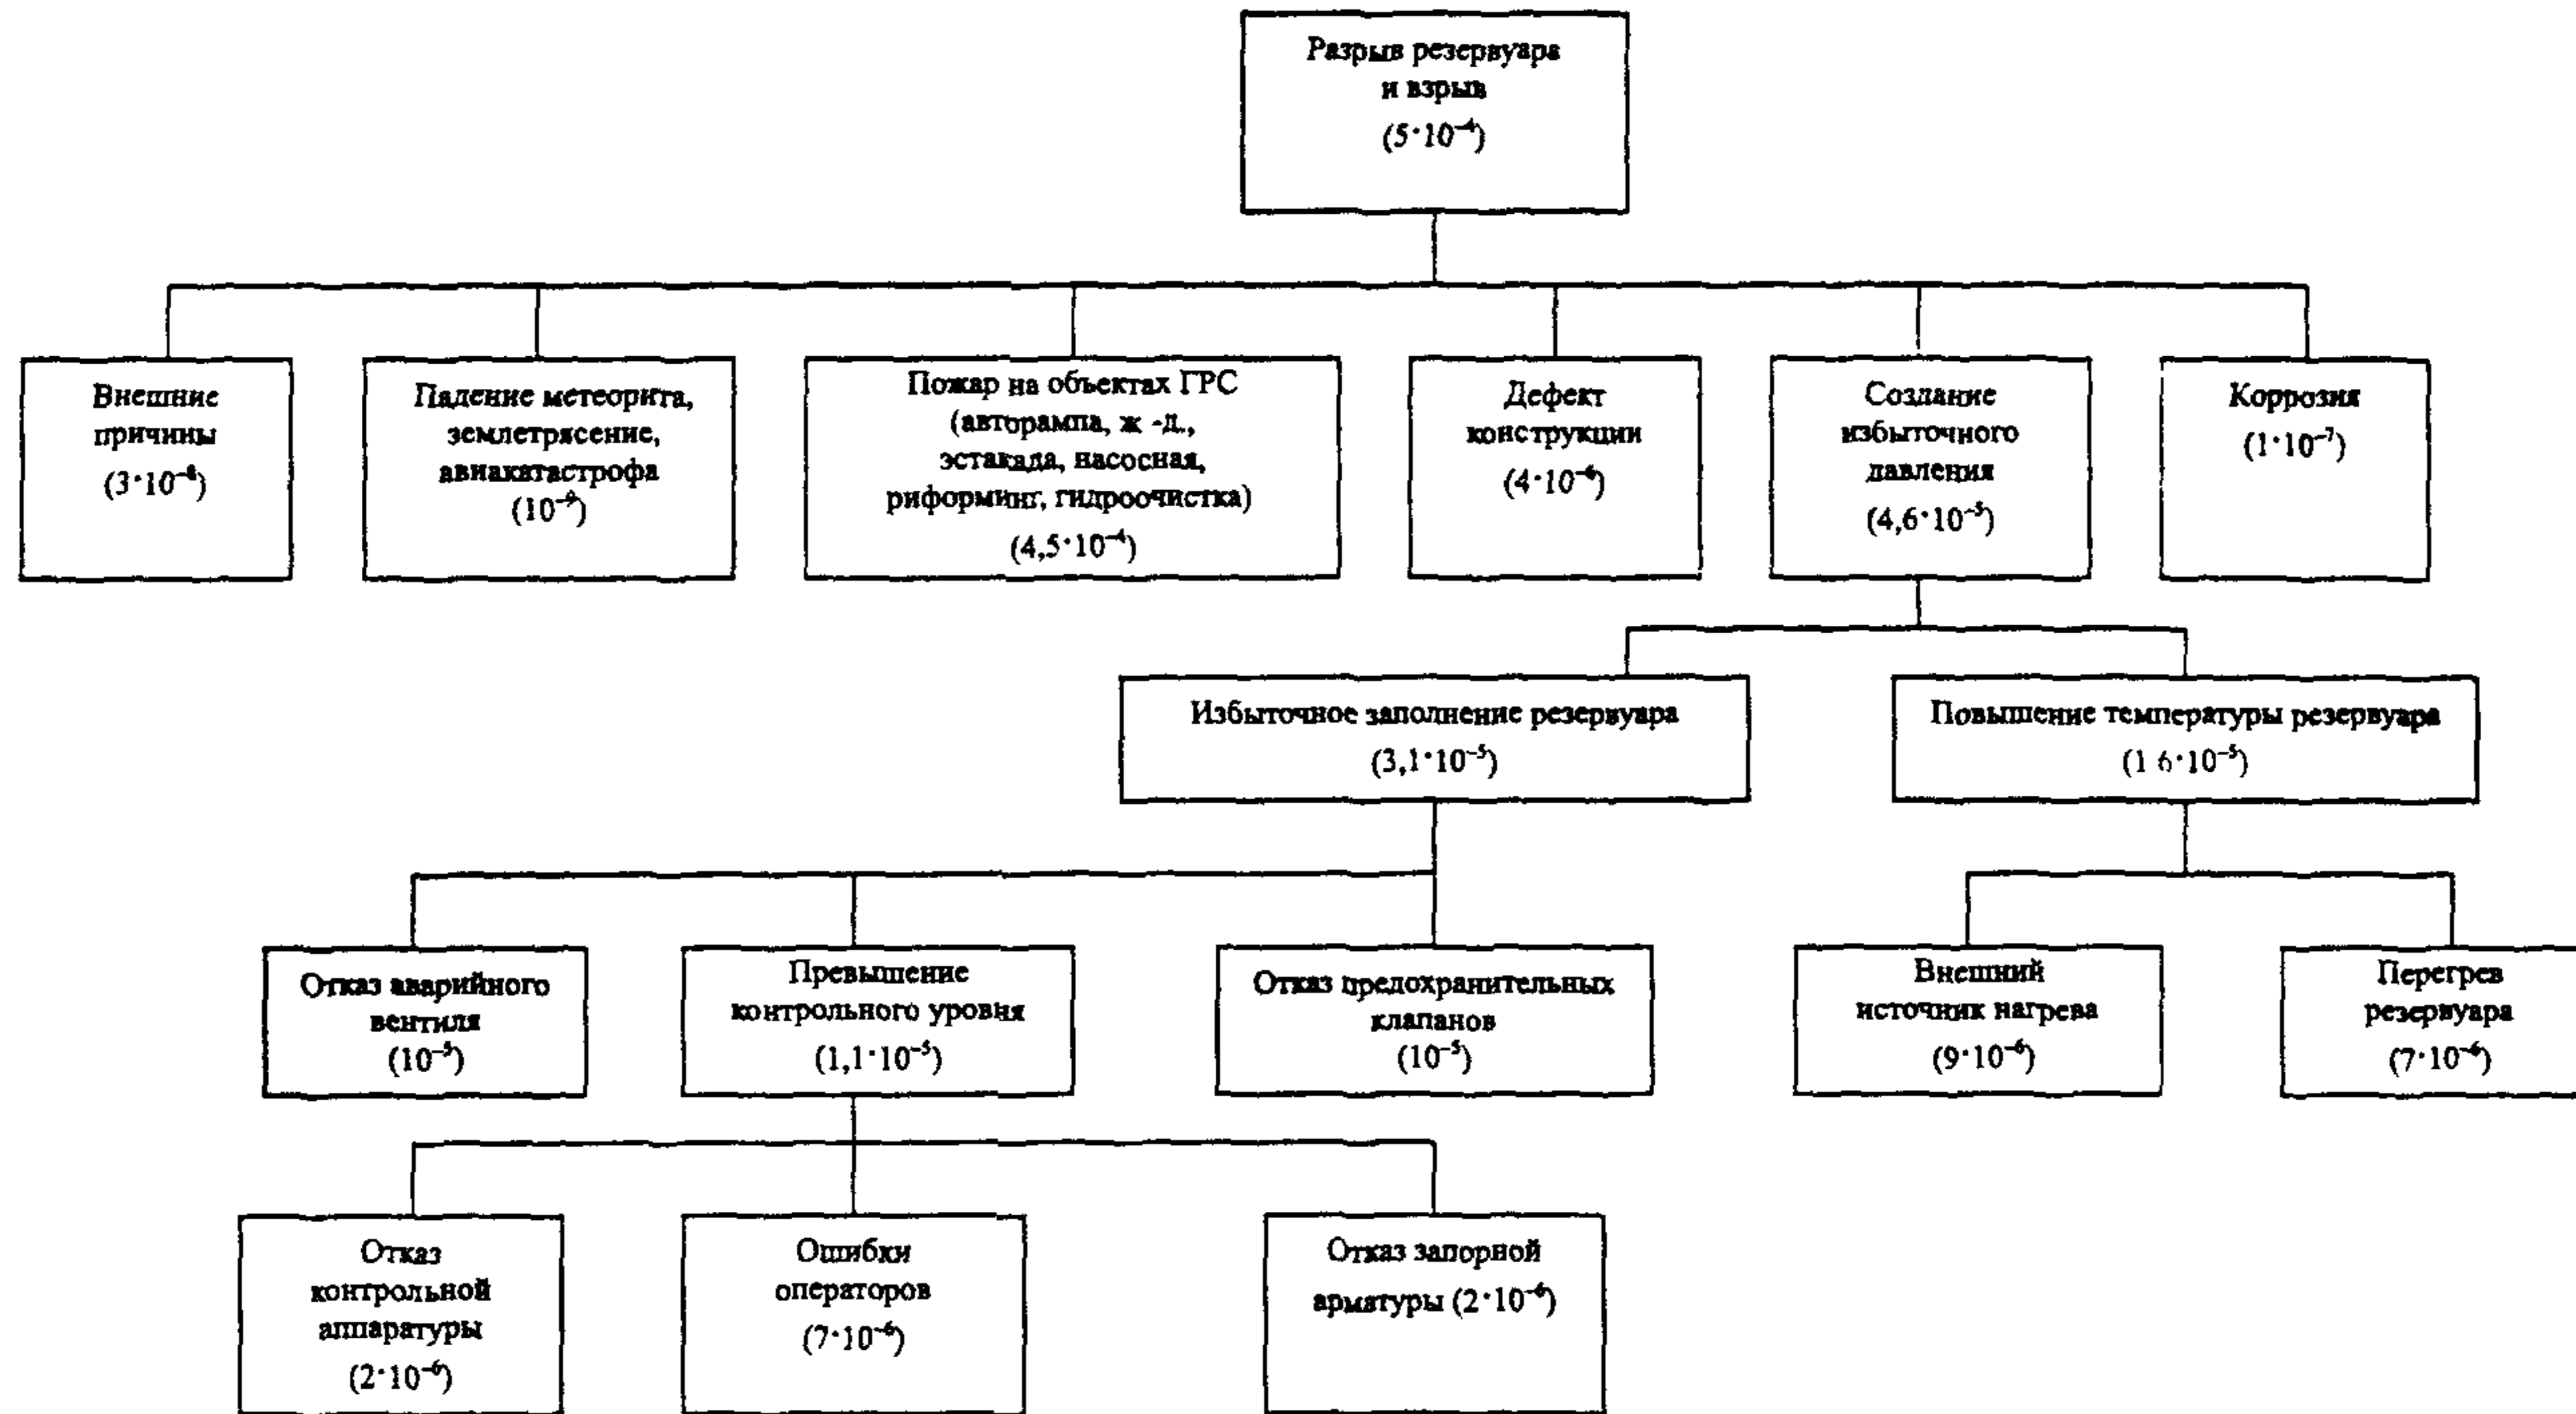 Разрыв резервуара
и взрыв
(5·10⁻⁴)
Внешние
причины
(3·10⁻⁸)
Падение метеорита,
землетрясение,
авиакатастрофа
(10⁻⁹)
Пожар на объектах ГРС
(авторампа, ж -д.,
эстакада, насосная,
риформинг, гидроочистка)
(4,5·10⁻⁴)
Дефект
конструкции
(4·10⁻⁶)
Создание
избыточного
давления
(4,6·10⁻⁵)
Коррозия
(1·10⁻⁷)
Избыточное заполнение резервуара
(3,1·10⁻⁵)
Повышение температуры резервуара
(1 6·10⁻⁵)
Отказ аварийного
вентиля
(10⁻⁵)
Превышение
контрольного уровня
(1,1·10⁻⁵)
Отказ предохранительных
клапанов
(10⁻⁵)
Внешний
источник нагрева
(9·10⁻⁶)
Перегрев
резервуара
(7·10⁻⁶)
Отказ
контрольной
аппаратуры
(2·10⁻⁶)
Ошибки
операторов
(7·10⁻⁶)
Отказ запорной
арматуры (2·10⁻⁶)